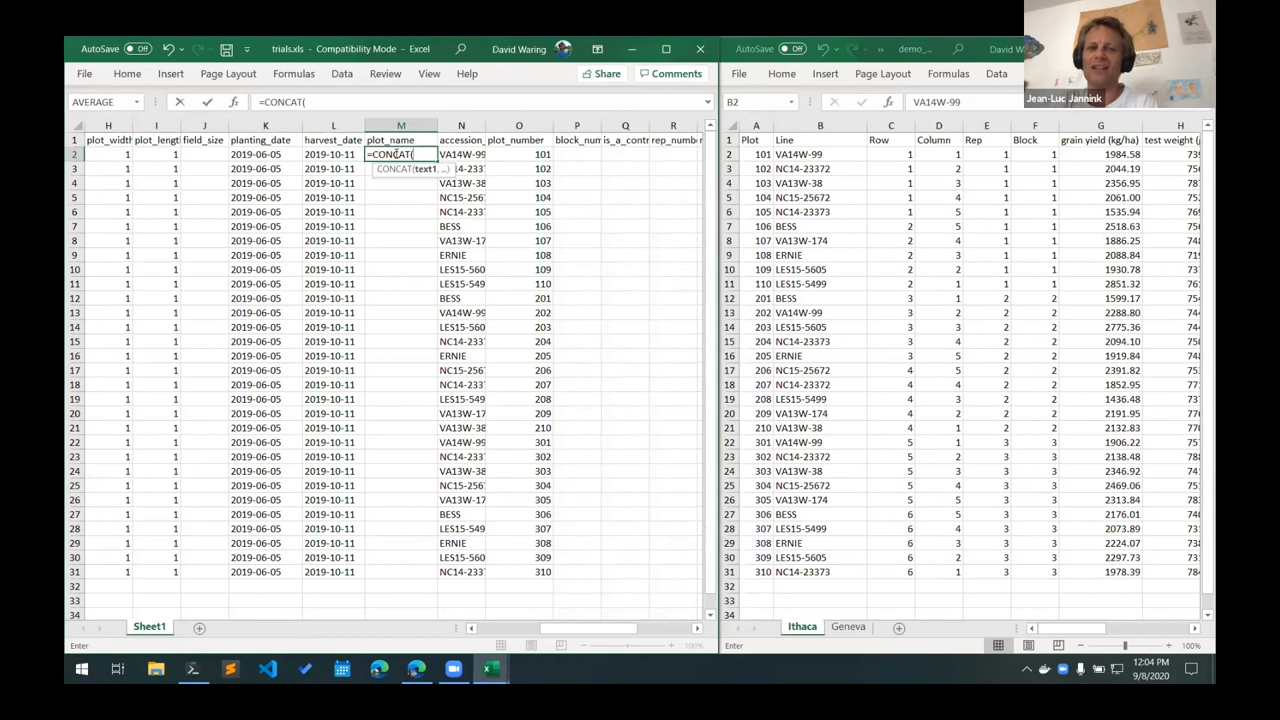 AutoSave Off trials.xls - Compatibility Mode - Excel David Waring
File Home Insert Page Layout Formulas Data Review View Help Share Comments
AVERAGE fx =CONCAT(
H I J K L M N O P Q R
1 plot_width plot_length field_size planting_date harvest_date plot_name accession_ plot_number block_num is_a_contr rep_number
2 1 1 2019-06-05 2019-10-11 =CONCAT( VA14W-99 101
CONCAT(text1, ...)
3 1 1 2019-06-05 2019-10-11 14-2337 102
4 1 1 2019-06-05 2019-10-11 VA13W-38 103
5 1 1 2019-06-05 2019-10-11 NC15-2567 104
6 1 1 2019-06-05 2019-10-11 NC14-2337 105
7 1 1 2019-06-05 2019-10-11 BESS 106
8 1 1 2019-06-05 2019-10-11 VA13W-17 107
9 1 1 2019-06-05 2019-10-11 ERNIE 108
10 1 1 2019-06-05 2019-10-11 LES15-560 109
11 1 1 2019-06-05 2019-10-11 LES15-549 110
12 1 1 2019-06-05 2019-10-11 BESS 201
13 1 1 2019-06-05 2019-10-11 VA14W-99 202
14 1 1 2019-06-05 2019-10-11 LES15-560 203
15 1 1 2019-06-05 2019-10-11 NC14-2337 204
16 1 1 2019-06-05 2019-10-11 ERNIE 205
17 1 1 2019-06-05 2019-10-11 NC15-2567 206
18 1 1 2019-06-05 2019-10-11 NC14-2337 207
19 1 1 2019-06-05 2019-10-11 LES15-549 208
20 1 1 2019-06-05 2019-10-11 VA13W-17 209
21 1 1 2019-06-05 2019-10-11 VA13W-38 210
22 1 1 2019-06-05 2019-10-11 VA14W-99 301
23 1 1 2019-06-05 2019-10-11 NC14-2337 302
24 1 1 2019-06-05 2019-10-11 VA13W-38 303
25 1 1 2019-06-05 2019-10-11 NC15-2567 304
26 1 1 2019-06-05 2019-10-11 VA13W-17 305
27 1 1 2019-06-05 2019-10-11 BESS 306
28 1 1 2019-06-05 2019-10-11 LES15-549 307
29 1 1 2019-06-05 2019-10-11 ERNIE 308
30 1 1 2019-06-05 2019-10-11 LES15-560 309
31 1 1 2019-06-05 2019-10-11 NC14-2337 310
32
33
34
Sheet1
Enter 100%
AutoSave Off demo_... David W
File Home Insert Page Layout Formulas Data
Jean-Luc Jannink
B2 fx VA14W-99
A B C D E F G H
1 Plot Line Row Column Rep Block grain yield (kg/ha) test weight (
2 101 VA14W-99 1 1 1 1 1984.58 739
3 102 NC14-23372 1 2 1 1 2044.19 756
4 103 VA13W-38 1 3 1 1 2356.95 787
5 104 NC15-25672 1 4 1 1 2061.00 752
6 105 NC14-23373 1 5 1 1 1535.94 750
7 106 BESS 2 5 1 1 2518.63
8 107 VA13W-174 2 4 1 1 1886.25 744
9 108 ERNIE 2 3 1 1 2088.84 719
10 109 LES15-5605 2 2 1 1 1930.78
11 110 LES15-5499 2 1 1 1 2851.32
12 201 BESS 3 1 2 2 1599.17
13 202 VA14W-99 3 2 2 2 2288.80
14 203 LES15-5605 3 3 2 2 2775.36
15 204 NC14-23373 3 4 2 2 2094.10
16 205 ERNIE 3 5 2 2 1919.84
17 206 NC15-25672 4 5 2 2 2391.82
18 207 NC14-23372 4 4 2 2 1852.95
19 208 LES15-5499 4 3 2 2 1436.48
20 209 VA13W-174 4 2 2 2 2191.95
21 210 VA13W-38 4 1 2 2 2132.83
22 301 VA14W-99 5 1 3 3 1906.22
23 302 NC14-23372 5 2 3 3 2138.48
24 303 VA13W-38 5 3 3 3 2346.92
25 304 NC15-25672 5 4 3 3 2469.06
26 305 VA13W-174 5 5 3 3 2313.84
27 306 BESS 6 5 3 3 2176.01
28 307 LES15-5499 6 4 3 3 2073.89
29 308 ERNIE 6 3 3 3 2224.07
30 309 LES15-5605 6 2 3 3 2297.73
31 310 NC14-23373 6 1 3 3 1978.39
32
33
34
Ithaca Geneva
Enter 100%
12:04 PM
9/8/2020